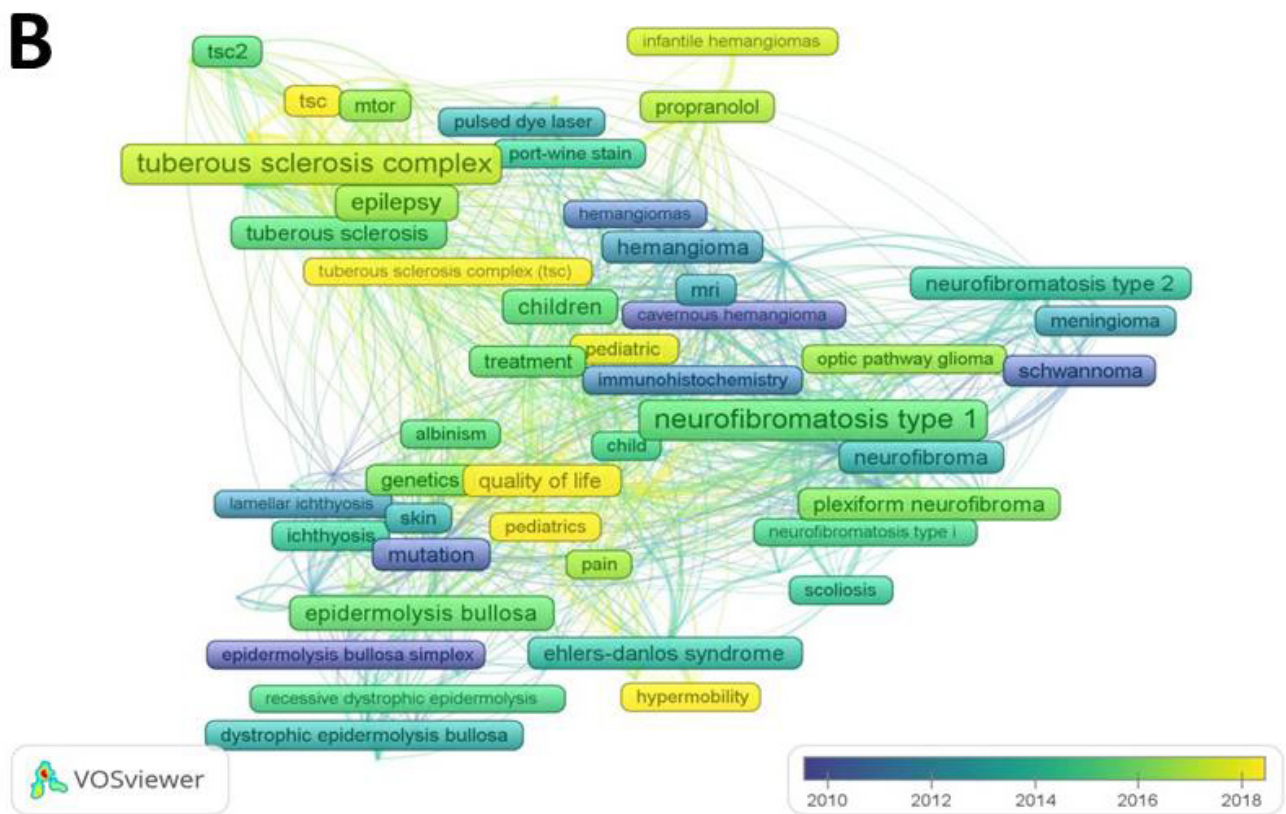 B
tsc2
infantile hemangiomas
tsc
mtor
propranolol
pulsed dye laser
port-wine stain
tuberous sclerosis complex
epilepsy
hemangiomas
tuberous sclerosis
hemangioma
tuberous sclerosis complex (tsc)
mri
neurofibromatosis type 2
children
cavernous hemangioma
meningioma
pediatric
treatment
optic pathway glioma
schwannoma
immunohistochemistry
neurofibromatosis type 1
albinism
child
neurofibroma
genetics
quality of life
lamellar ichthyosis
plexiform neurofibroma
skin
pediatrics
ichthyosis
neurofibromatosis type i
mutation
pain
scoliosis
epidermolysis bullosa
epidermolysis bullosa simplex
ehlers-danlos syndrome
recessive dystrophic epidermolysis
hypermobility
dystrophic epidermolysis bullosa
VOSviewer
2010 2012 2014 2016 2018